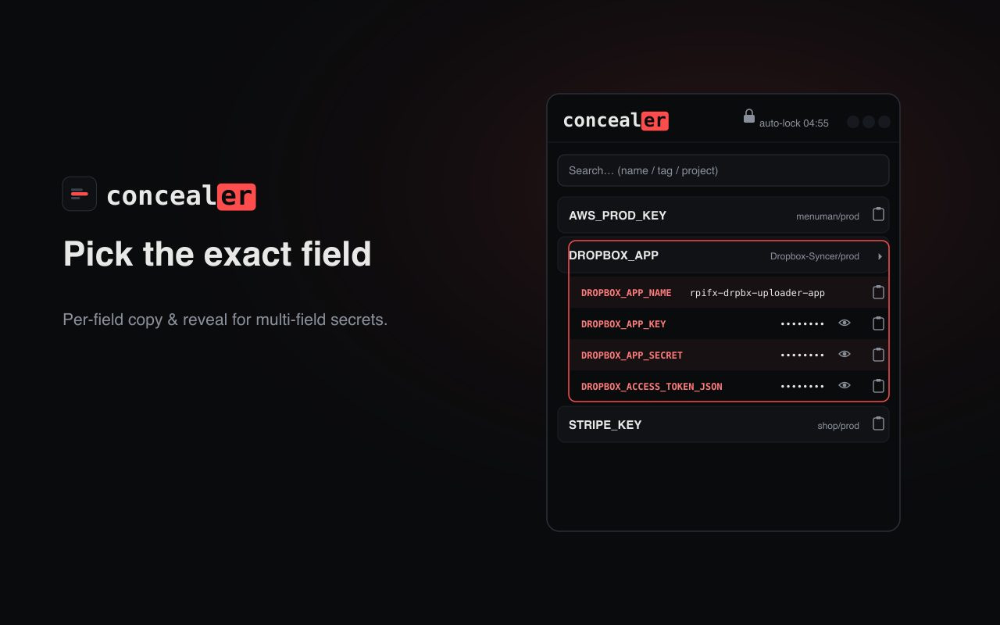 concealer
Pick the exact field
Per-field copy & reveal for multi-field secrets.
concealer
auto-lock 04:55
Search… (name / tag / project)
AWS_PROD_KEY menuman/prod
DROPBOX_APP Dropbox-Syncer/prod
DROPBOX_APP_NAME rpifx-drpbx-uploader-app
DROPBOX_APP_KEY ••••••••
DROPBOX_APP_SECRET ••••••••
DROPBOX_ACCESS_TOKEN_JSON ••••••••
STRIPE_KEY shop/prod